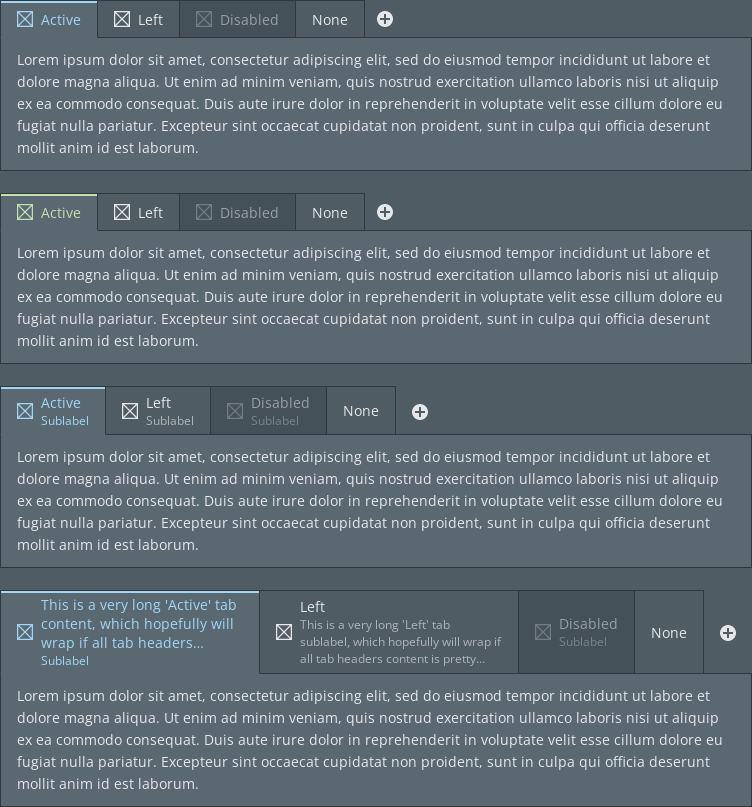 Active Left Disabled None
Lorem ipsum dolor sit amet, consectetur adipiscing elit, sed do eiusmod tempor incididunt ut labore et
dolore magna aliqua. Ut enim ad minim veniam, quis nostrud exercitation ullamco laboris nisi ut aliquip
ex ea commodo consequat. Duis aute irure dolor in reprehenderit in voluptate velit esse cillum dolore eu
fugiat nulla pariatur. Excepteur sint occaecat cupidatat non proident, sunt in culpa qui officia deserunt
mollit anim id est laborum.
Active Left Disabled None
Lorem ipsum dolor sit amet, consectetur adipiscing elit, sed do eiusmod tempor incididunt ut labore et
dolore magna aliqua. Ut enim ad minim veniam, quis nostrud exercitation ullamco laboris nisi ut aliquip
ex ea commodo consequat. Duis aute irure dolor in reprehenderit in voluptate velit esse cillum dolore eu
fugiat nulla pariatur. Excepteur sint occaecat cupidatat non proident, sunt in culpa qui officia deserunt
mollit anim id est laborum.
Active
Sublabel
Left
Sublabel
Disabled
Sublabel
None
Lorem ipsum dolor sit amet, consectetur adipiscing elit, sed do eiusmod tempor incididunt ut labore et
dolore magna aliqua. Ut enim ad minim veniam, quis nostrud exercitation ullamco laboris nisi ut aliquip
ex ea commodo consequat. Duis aute irure dolor in reprehenderit in voluptate velit esse cillum dolore eu
fugiat nulla pariatur. Excepteur sint occaecat cupidatat non proident, sunt in culpa qui officia deserunt
mollit anim id est laborum.
This is a very long 'Active' tab
content, which hopefully will
wrap if all tab headers...
Sublabel
Left
This is a very long 'Left' tab
sublabel, which hopefully will wrap if
all tab headers content is pretty...
Disabled
Sublabel
None
Lorem ipsum dolor sit amet, consectetur adipiscing elit, sed do eiusmod tempor incididunt ut labore et
dolore magna aliqua. Ut enim ad minim veniam, quis nostrud exercitation ullamco laboris nisi ut aliquip
ex ea commodo consequat. Duis aute irure dolor in reprehenderit in voluptate velit esse cillum dolore eu
fugiat nulla pariatur. Excepteur sint occaecat cupidatat non proident, sunt in culpa qui officia deserunt
mollit anim id est laborum.